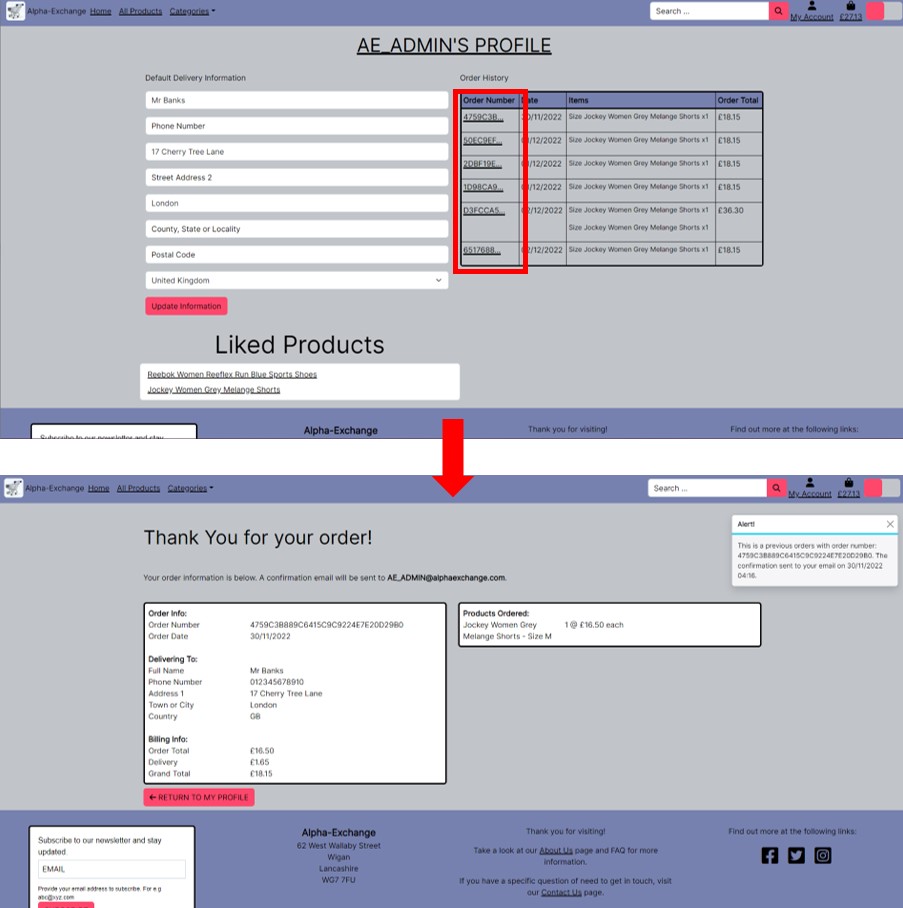 Alpha-Exchange Home All Products Categories Search ... My Account £27.13
AE_ADMIN'S PROFILE
Default Delivery Information
Mr Banks
Phone Number
17 Cherry Tree Lane
Street Address 2
London
County, State or Locality
Postal Code
United Kingdom
Update Information
Order History
Order Number Items Order Total
4759C3B... Size Jockey Women Grey Melange Shorts x1 £18.15
50EC9EF... /12/2022 Size Jockey Women Grey Melange Shorts x1 £18.15
2DBF19E... /12/2022 Size Jockey Women Grey Melange Shorts x1 £18.15
1D98CA9... /12/2022 Size Jockey Women Grey Melange Shorts x1 £18.15
D3FCCA5... /12/2022 Size Jockey Women Grey Melange Shorts x1 £36.30
Size Jockey Women Grey Melange Shorts x1
6517688... /12/2022 Size Jockey Women Grey Melange Shorts x1 £18.15
Liked Products
Reebok Women Reeflex Run Blue Sports Shoes
Jockey Women Grey Melange Shorts
Subscribe to our newsletter and stay
Alpha-Exchange
Thank you for visiting!
Find out more at the following links:
Alpha-Exchange Home All Products Categories Search ... My Account £27.13
Alert!
This is a previous orders with order number:
4759C3B889C6415C9C9224E7E20D29B0. The
confirmation sent to your email on 30/11/2022
04:16.
Thank You for your order!
Your order information is below. A confirmation email will be sent to AE_ADMIN@alphaexchange.com.
Order Info:
Order Number 4759C3B889C6415C9C9224E7E20D29B0
Order Date 30/11/2022
Delivering To:
Full Name Mr Banks
Phone Number 012345678910
Address 1 17 Cherry Tree Lane
Town or City London
Country GB
Billing Info:
Order Total £16.50
Delivery £1.65
Grand Total £18.15
Products Ordered:
Jockey Women Grey 1 @ £16.50 each
Melange Shorts - Size M
RETURN TO MY PROFILE
Subscribe to our newsletter and stay
updated:
EMAIL
Provide your email address to subscribe. For e.g
abc@xyz.com
Alpha-Exchange
62 West Wallaby Street
Wigan
Lancashire
WG7 7FU
Thank you for visiting!
Take a look at our About Us page and FAQ for more
information.
If you have a specific question of need to get in touch, visit
our Contact Us page.
Find out more at the following links: